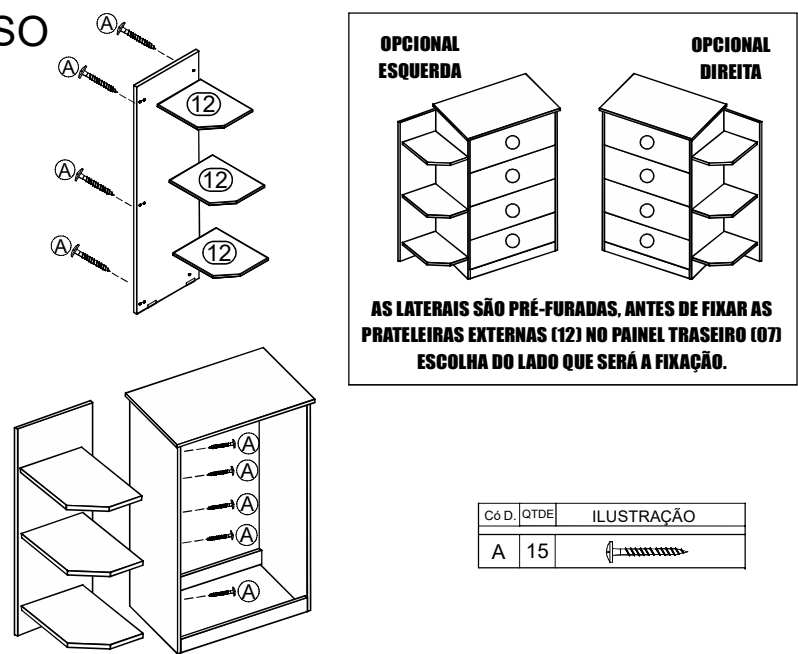 SO
A
A
A
A
12
12
12
OPCIONAL
ESQUERDA
OPCIONAL
DIREITA
AS LATERAIS SÃO PRÉ-FURADAS, ANTES DE FIXAR AS
PRATELEIRAS EXTERNAS (12) NO PAINEL TRASEIRO (07)
ESCOLHA DO LADO QUE SERÁ A FIXAÇÃO.
A
A
A
A
A
Có D. QTDE ILUSTRAÇÃO
A 15